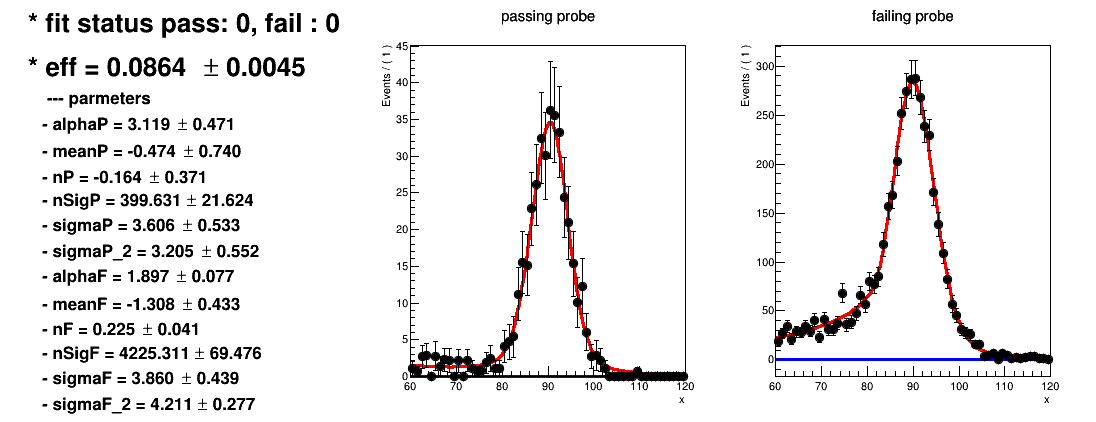 * fit status pass: 0, fail : 0
* eff = 0.0864 ± 0.0045
--- parmeters
- alphaP = 3.119 ± 0.471
- meanP = -0.474 ± 0.740
- nP = -0.164 ± 0.371
- nSigP = 399.631 ± 21.624
- sigmaP = 3.606 ± 0.533
- sigmaP_2 = 3.205 ± 0.552
- alphaF = 1.897 ± 0.077
- meanF = -1.308 ± 0.433
- nF = 0.225 ± 0.041
- nSigF = 4225.311 ± 69.476
- sigmaF = 3.860 ± 0.439
- sigmaF_2 = 4.211 ± 0.277
passing probe
Events / ( 1 )
45
40
35
30
25
20
15
10
5
0
60 70 80 90 100 110 120
x
failing probe
Events / ( 1 )
300
250
200
150
100
50
0
60 70 80 90 100 110 120
x